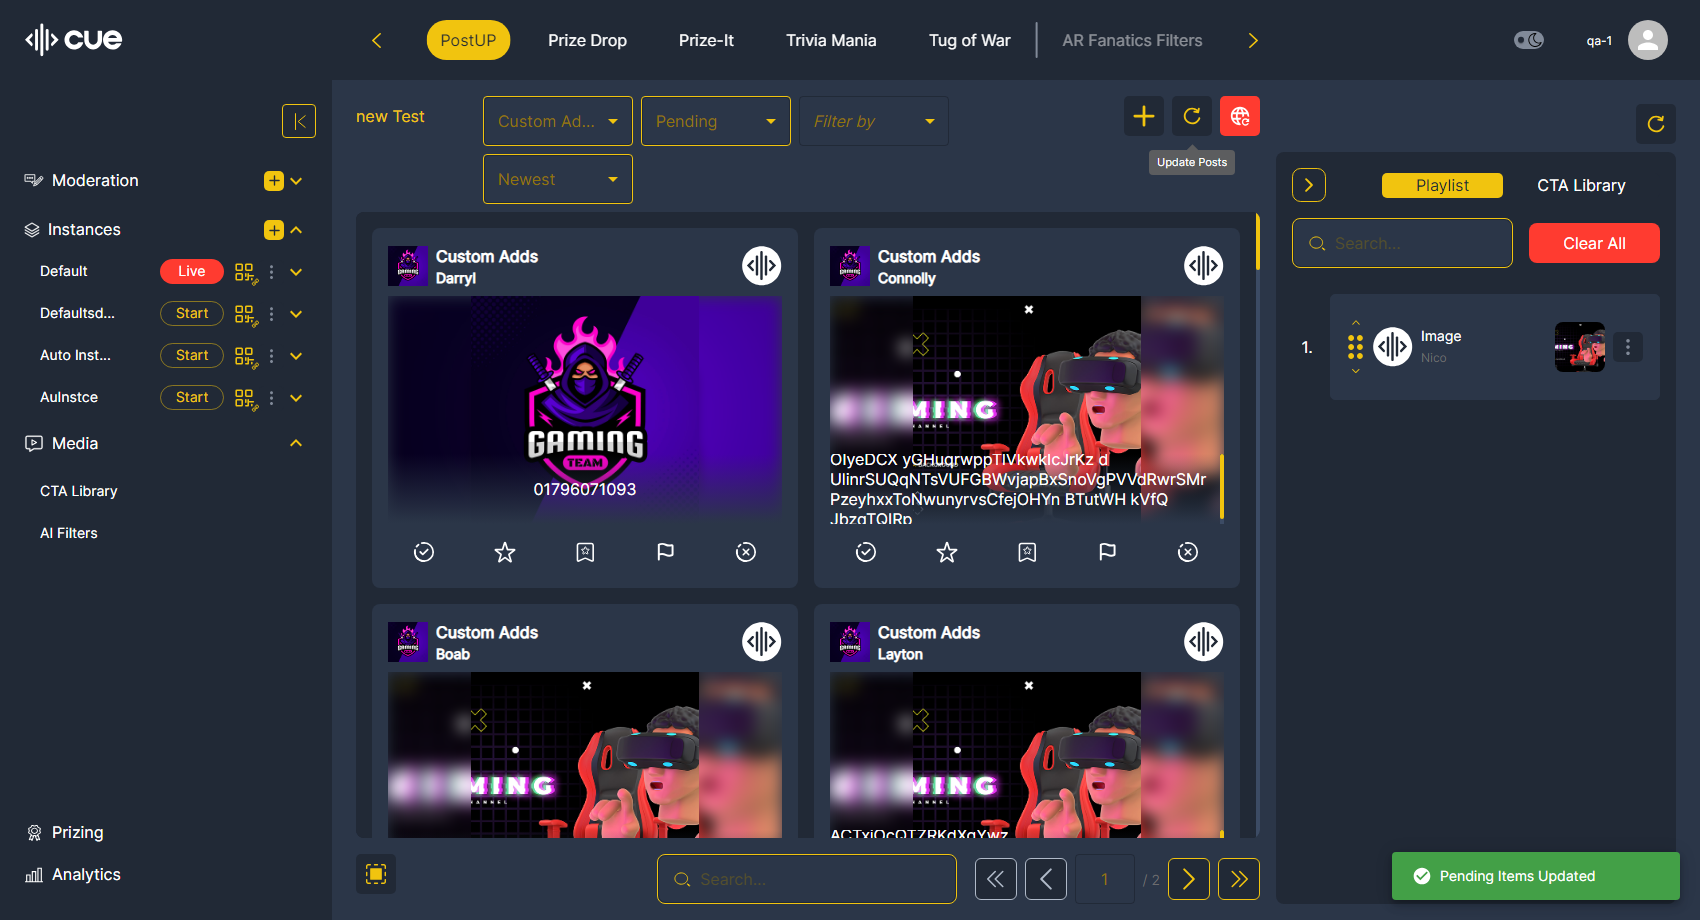 cue
PostUP
Prize Drop
Prize-It
Trivia Mania
Tug of War
AR Fanatics Filters
qa-1
Moderation
Instances
Default
Live
Defaultsd...
Start
Auto Inst...
Start
AuInstce
Start
Media
CTA Library
AI Filters
Prizing
Analytics
new Test
Custom Ad...
Pending
Filter by
Newest
Update Posts
Custom Adds
Darryl
GAMING
TEAM
01796071093
Custom Adds
Connolly
MING
OlyeDCX yGHuqrwppTlVkwkIcJrKz d
UlinrSUQqNTsVUFGBWvjapBxSnoVgPVVdRwrSMr
PzeyhxxToNwunyrvsCfejOHYn BTutWH kVfQ
JbzgTQIRp
Custom Adds
Boab
MING
Custom Adds
Layton
MING
Search...
1
/ 2
Playlist
CTA Library
Search...
Clear All
1.
Image
Nico
Pending Items Updated